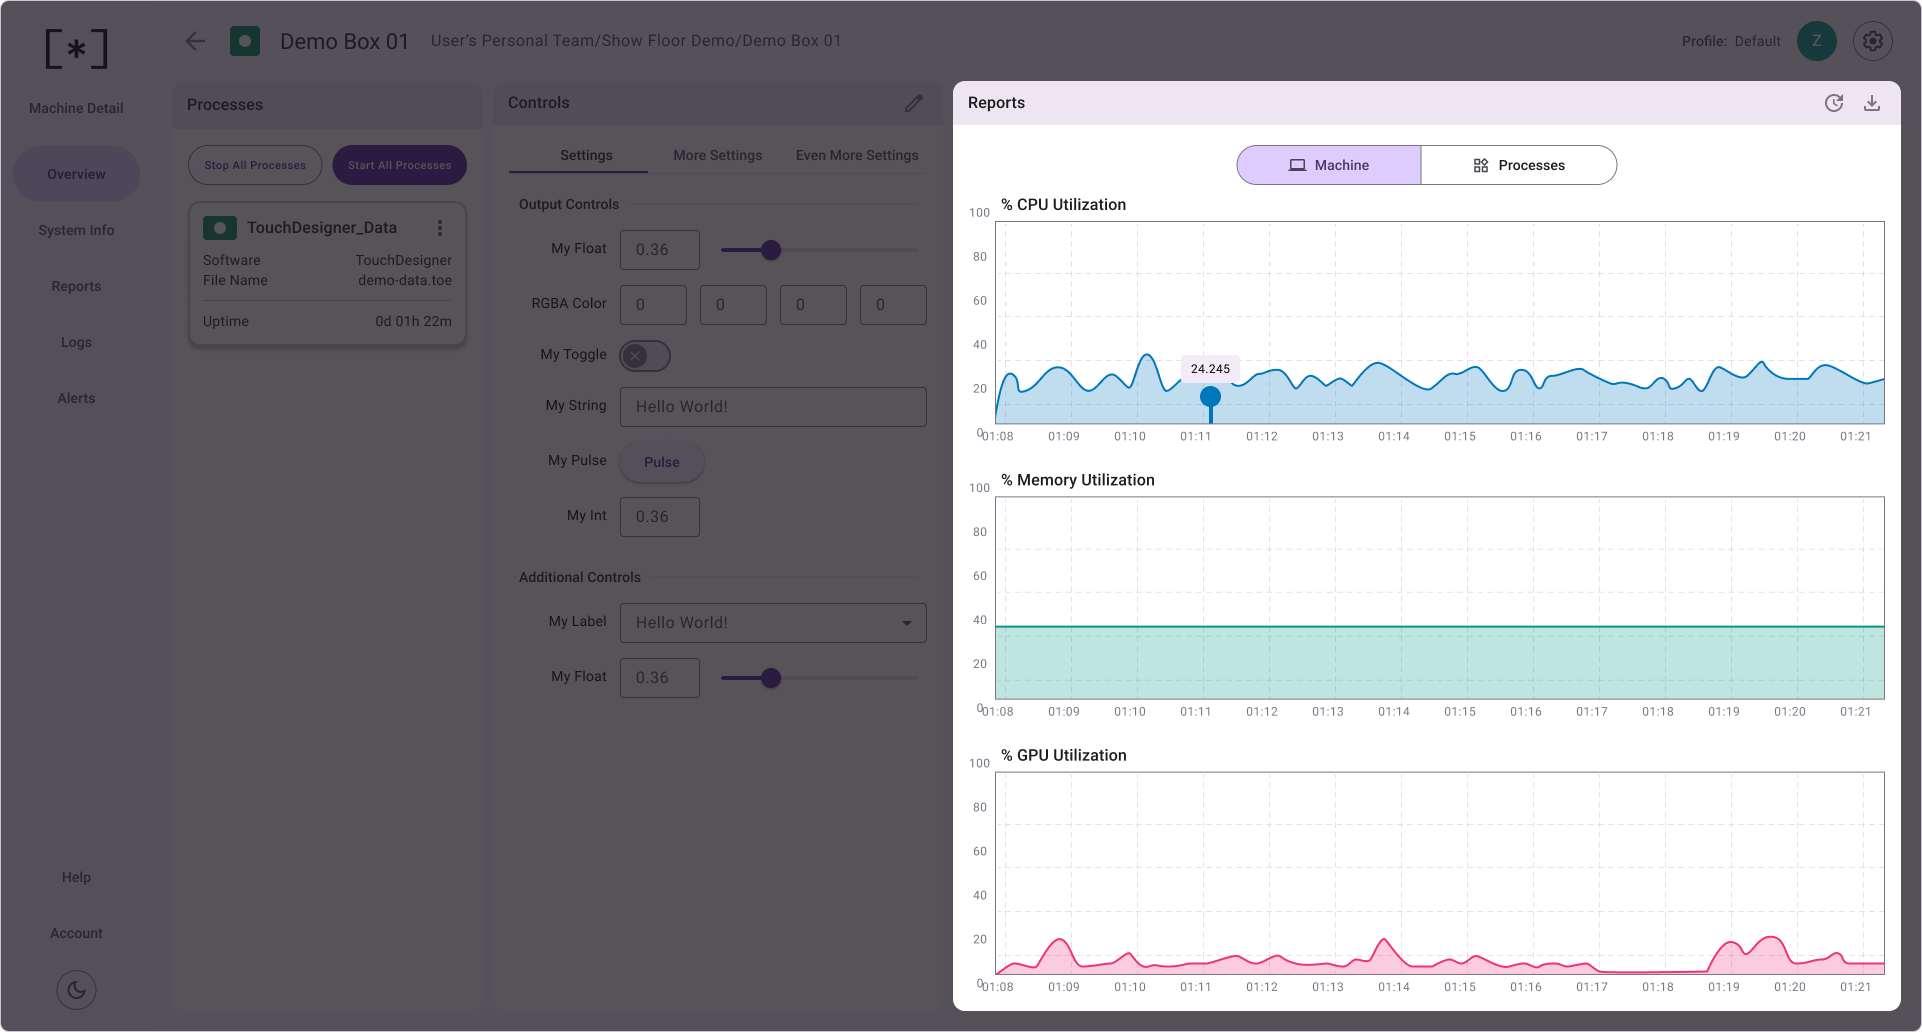 [*]
Demo Box 01
User's Personal Team/Show Floor Demo/Demo Box 01
Profile: Default
Z
Machine Detail
Overview
System Info
Reports
Logs
Alerts
Help
Account
Processes
Stop All Processes
Start All Processes
TouchDesigner_Data
Software TouchDesigner
File Name demo-data.toe
Uptime 0d 01h 22m
Controls
Settings More Settings Even More Settings
Output Controls
My Float 0.36
RGBA Color 0 0 0 0
My Toggle
My String Hello World!
My Pulse Pulse
My Int 0.36
Additional Controls
My Label Hello World!
My Float 0.36
Reports
Machine Processes
% CPU Utilization
100
80
60
40
20
0
24.245
01:08 01:09 01:10 01:11 01:12 01:13 01:14 01:15 01:16 01:17 01:18 01:19 01:20 01:21
% Memory Utilization
100
80
60
40
20
0
01:08 01:09 01:10 01:11 01:12 01:13 01:14 01:15 01:16 01:17 01:18 01:19 01:20 01:21
% GPU Utilization
100
80
60
40
20
0
01:08 01:09 01:10 01:11 01:12 01:13 01:14 01:15 01:16 01:17 01:18 01:19 01:20 01:21